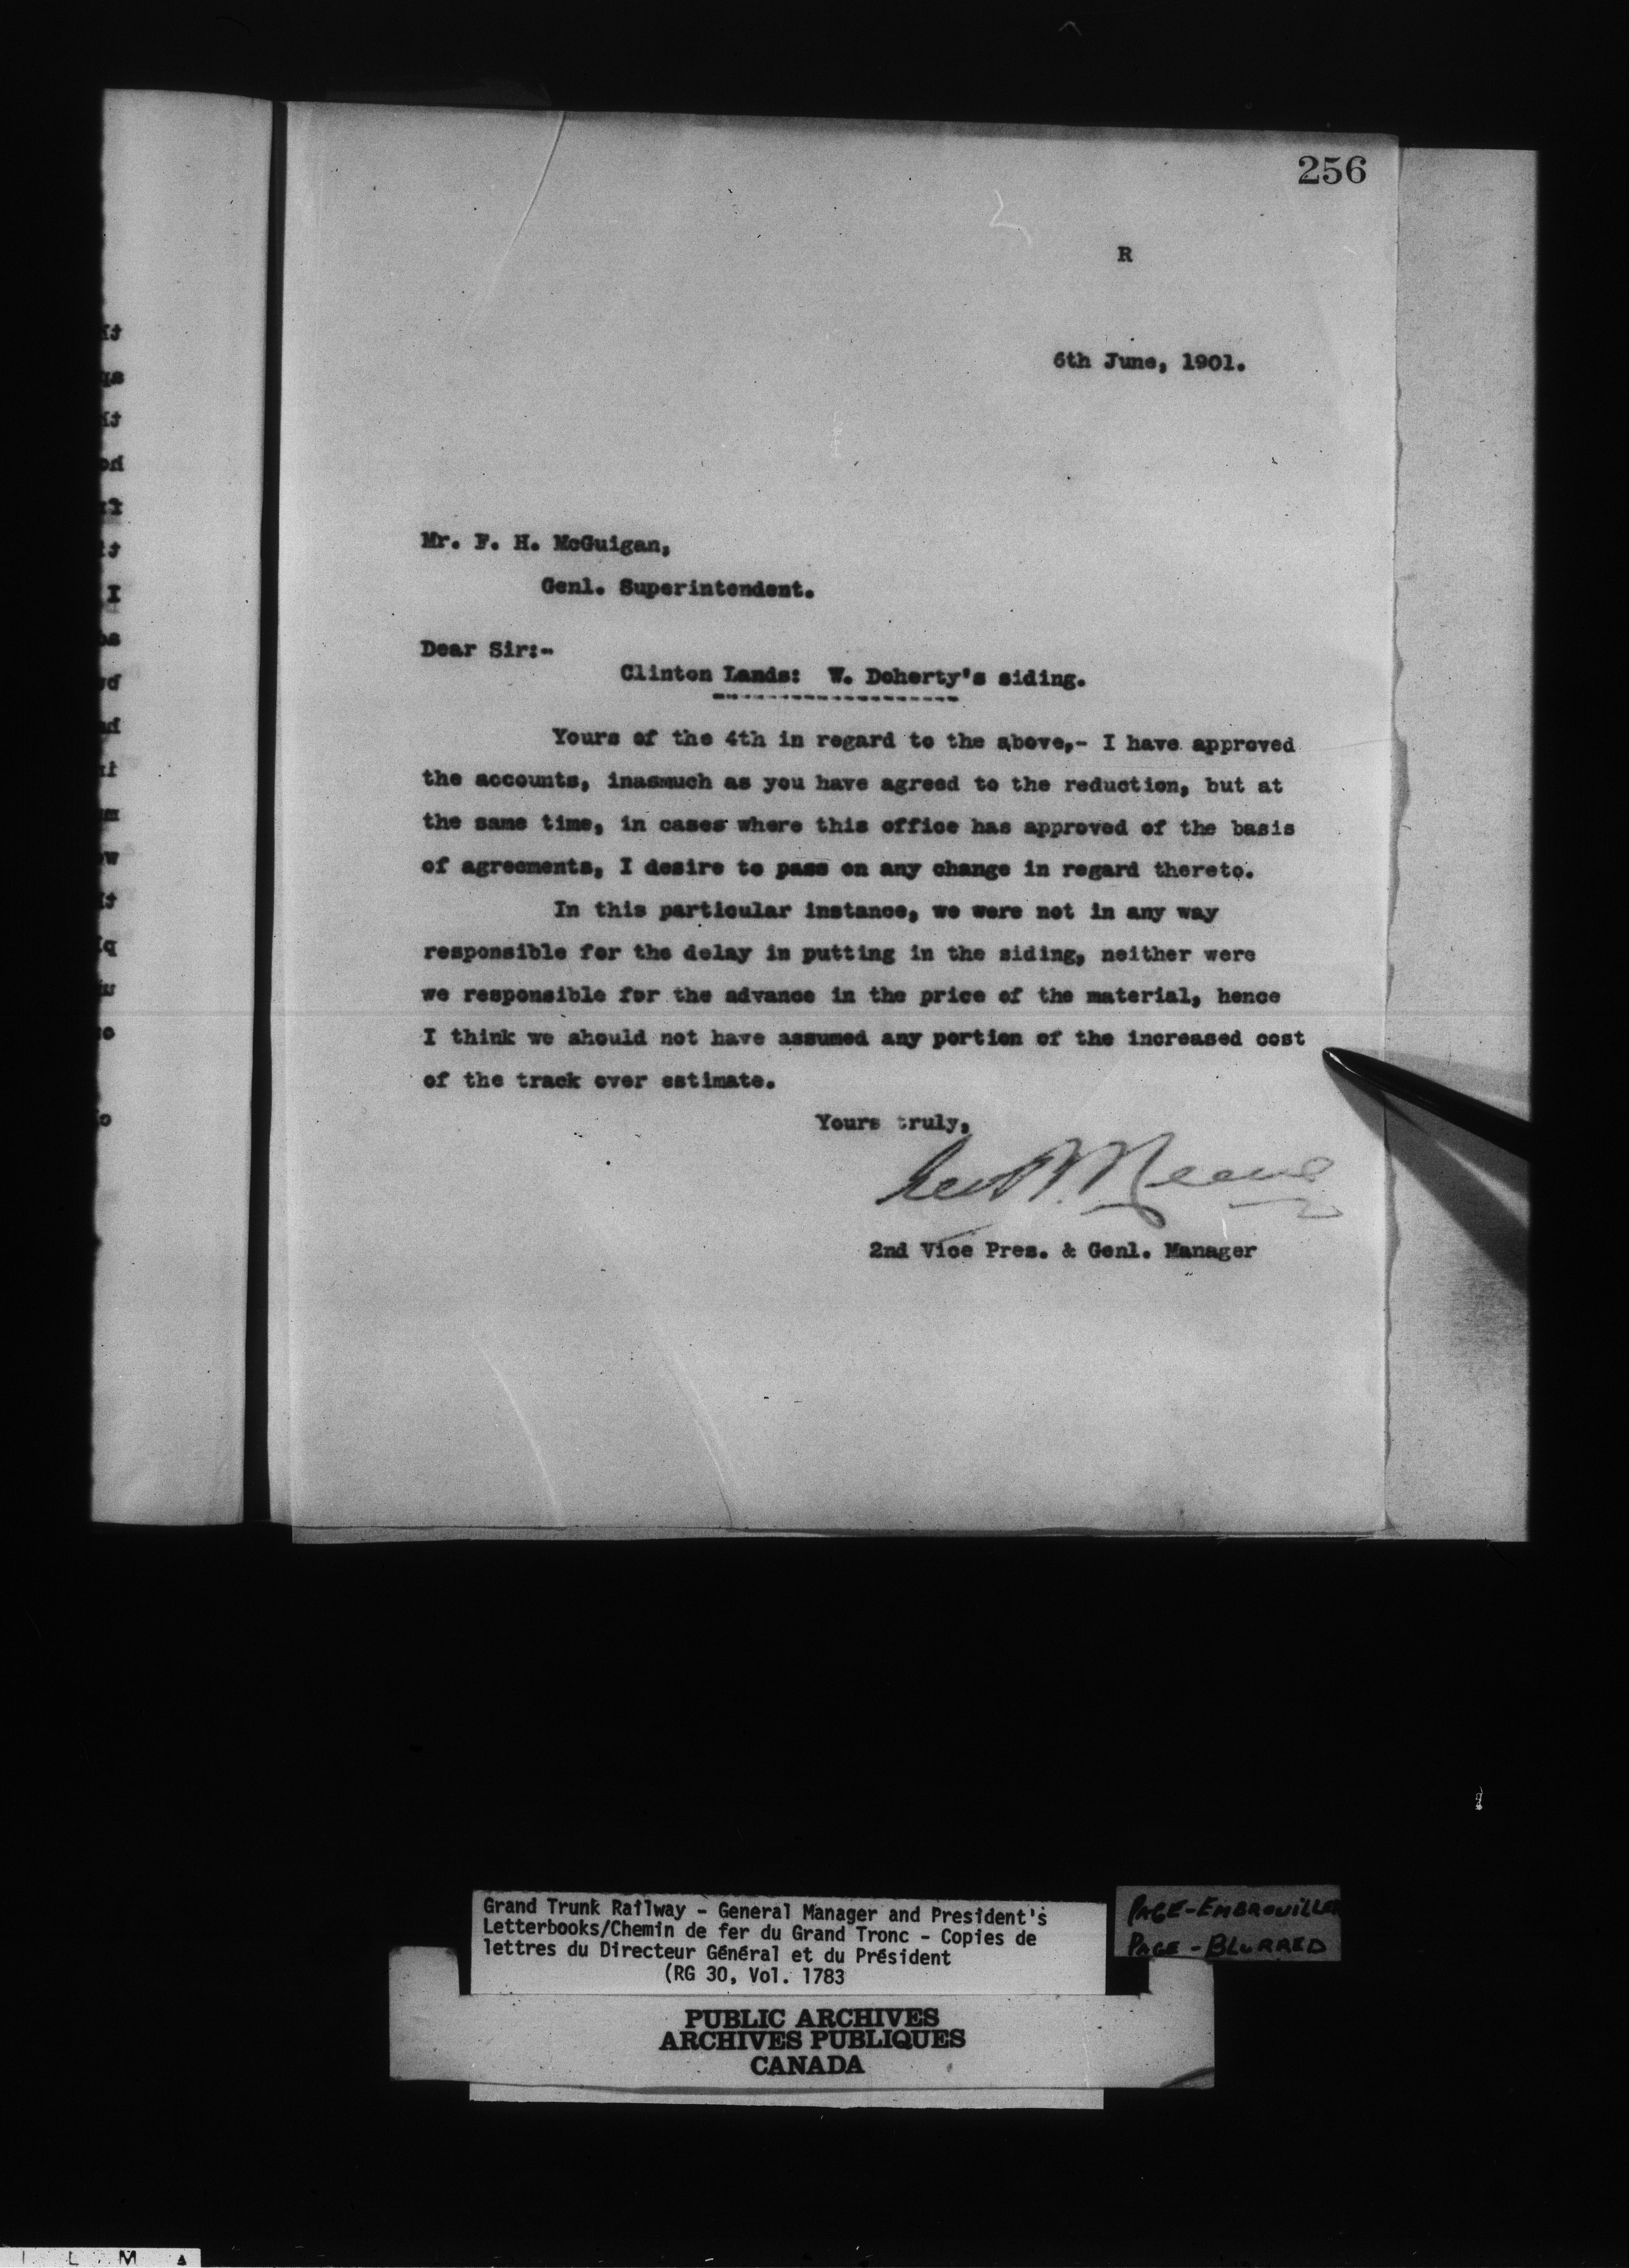 256
R
6th June, 1901.
Mr. F. H. McGuigan,
Genl. Superintendent.
Dear Sir:-
Clinton Lands: W. Doherty's siding.
Yours of the 4th in regard to the above,- I have approved
the accounts, inasmuch as you have agreed to the reduction, but at
the same time, in cases where this office has approved of the basis
of agreements, I desire to pass on any change in regard thereto.
In this particular instance, we were not in any way
responsible for the delay in putting in the siding, neither were
we responsible for the advance in the price of the material, hence
I think we should not have assumed any portion of the increased cost
of the track over estimate.
Yours truly,
2nd Vice Pres. & Genl. Manager
Grand Trunk Railway - General Manager and President's
Letterbooks/Chemin de fer du Grand Tronc - Copies de
lettres du Directeur Général et du Président
(RG 30, Vol. 1783
PAGE-EMBROUILLER
PAGE-BLURRED
PUBLIC ARCHIVES
ARCHIVES PUBLIQUES
CANADA